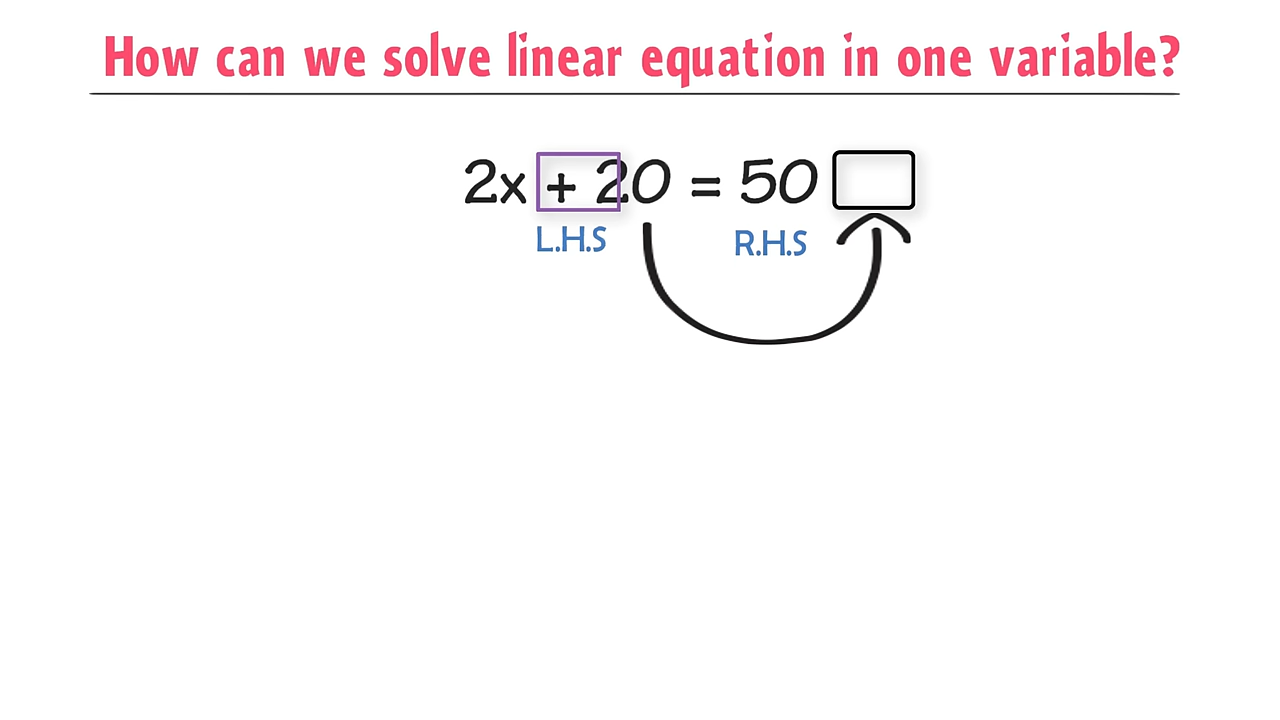 How can we solve linear equation in one variable?
2x + 20 = 50
L.H.S R.H.S